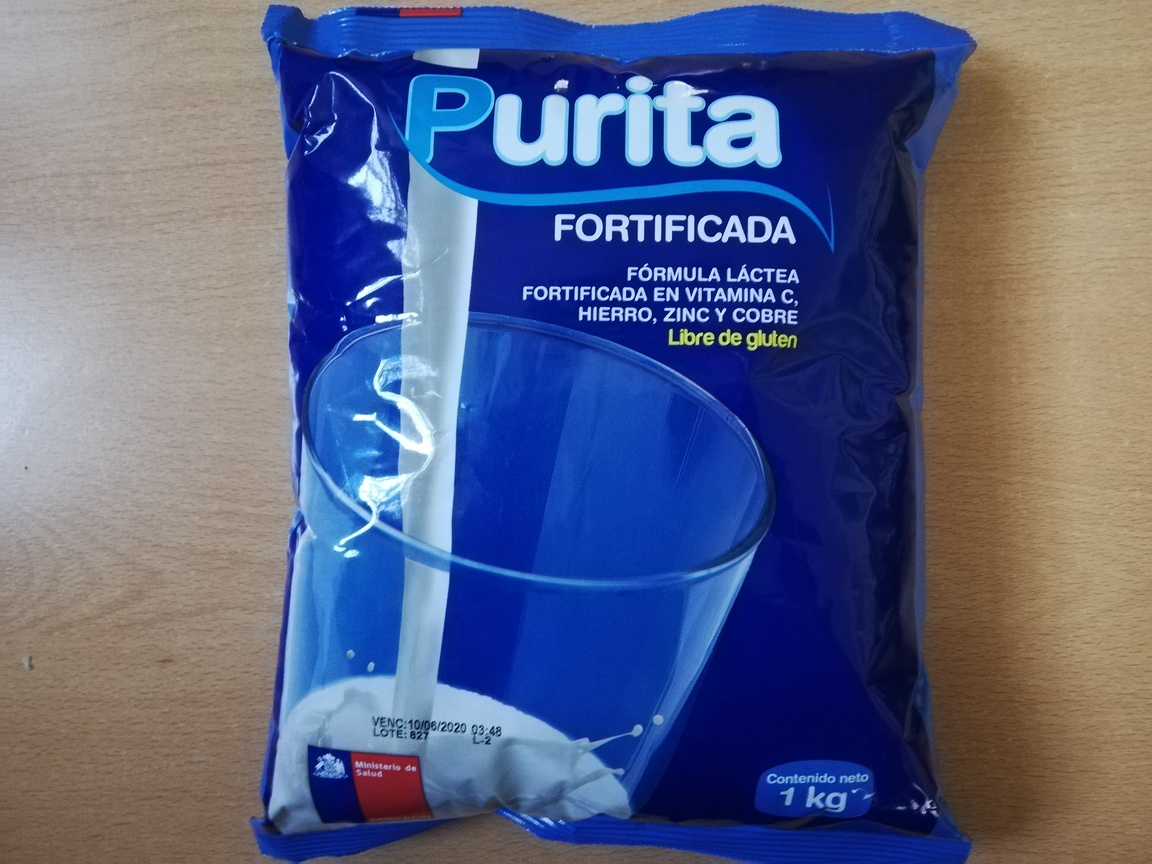 Purita
FORTIFICADA
FÓRMULA LÁCTEA
FORTIFICADA EN VITAMINA C,
HIERRO, ZINC Y COBRE
Libre de gluten
VENC:10/06/2020 03:48
LOTE: 827 L-2
Ministerio de
Salud
Contenido neto
1 kg